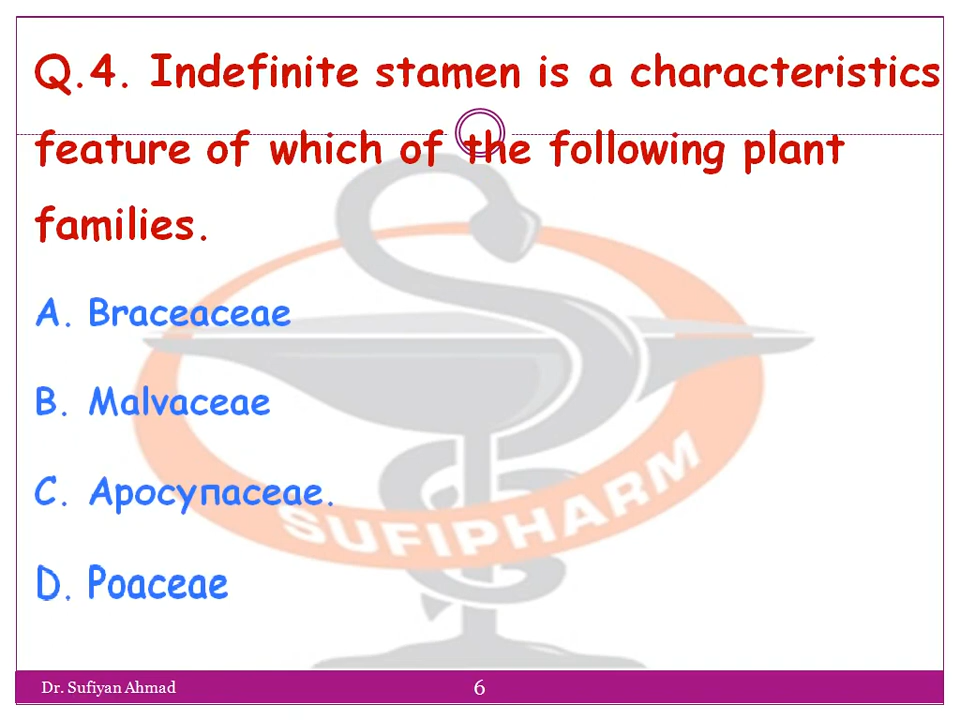 Q.4. Indefinite stamen is a characteristics
feature of which of the following plant
families.
A. Braceaceae
B. Malvaceae
C. Apocynaceae.
D. Poaceae
SUFIPHARM
Dr. Sufiyan Ahmad
6